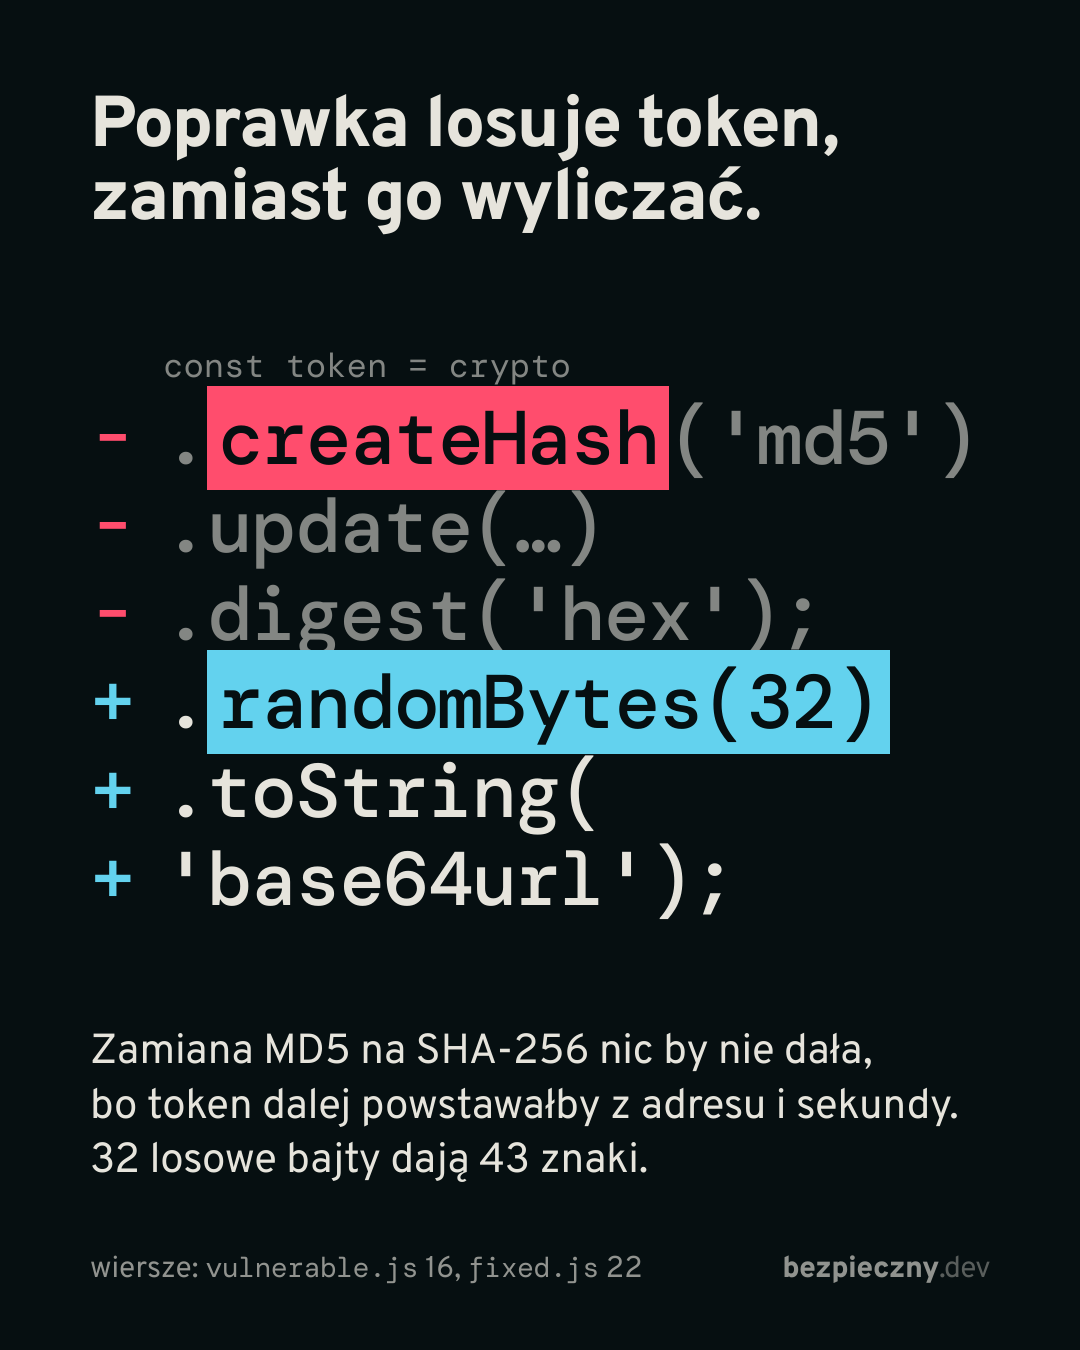 Poprawka losuje token,
zamiast go wyliczać.
const token = crypto
- .createHash('md5')
- .update(…)
- .digest('hex');
+ .randomBytes(32)
+ .toString(
+ 'base64url');
Zamiana MD5 na SHA-256 nic by nie dała,
bo token dalej powstawałby z adresu i sekundy.
32 losowe bajty dają 43 znaki.
wiersze: vulnerable.js 16, fixed.js 22
bezpieczny.dev